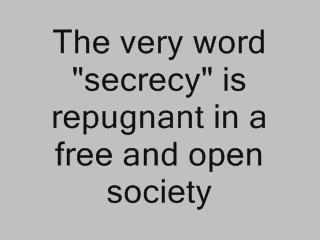 The very word
"secrecy" is
repugnant in a
free and open
society